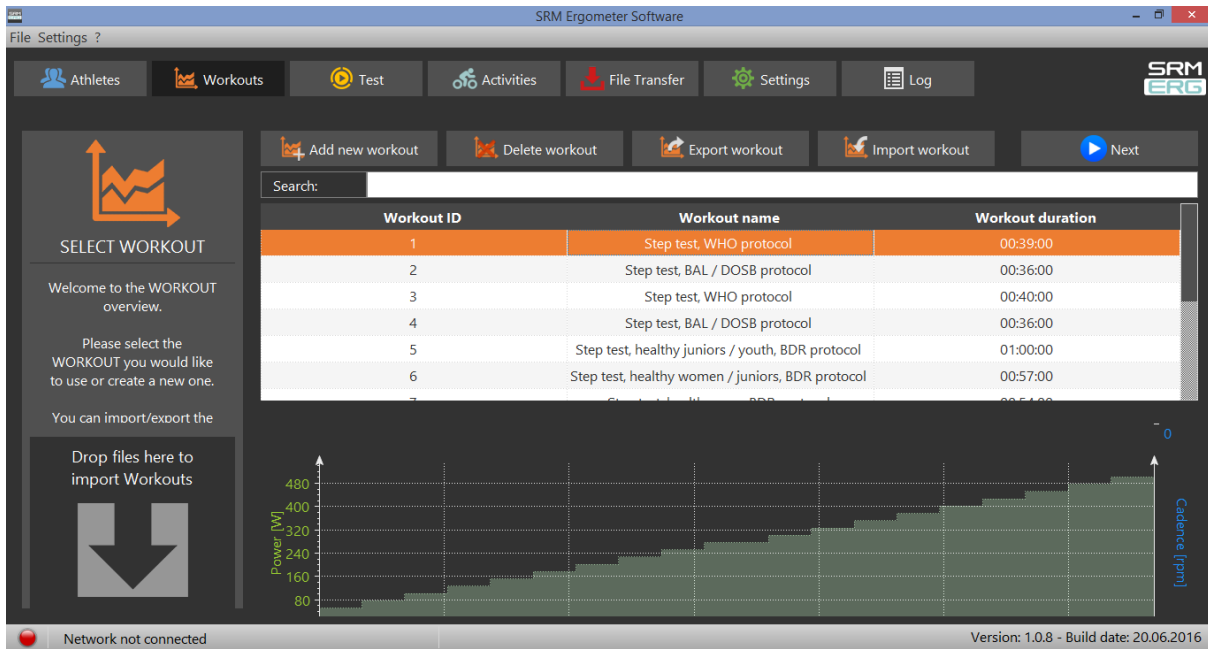 SRM Ergometer Software
File Settings ?
Athletes
Workouts
Test
Activities
File Transfer
Settings
Log
SRM
ERG
Add new workout
Delete workout
Export workout
Import workout
Next
Search:
SELECT WORKOUT
Welcome to the WORKOUT
overview.
Please select the
WORKOUT you would like
to use or create a new one.
You can import/export the
Drop files here to
import Workouts
Workout ID Workout name Workout duration
1 Step test, WHO protocol 00:39:00
2 Step test, BAL / DOSB protocol 00:36:00
3 Step test, WHO protocol 00:40:00
4 Step test, BAL / DOSB protocol 00:36:00
5 Step test, healthy juniors / youth, BDR protocol 01:00:00
6 Step test, healthy women / juniors, BDR protocol 00:57:00
0
Power [W]
480
400
320
240
160
80
Cadence [rpm]
Network not connected
Version: 1.0.8 - Build date: 20.06.2016